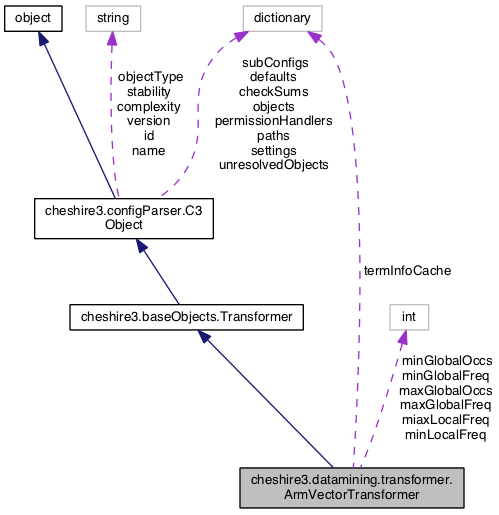 object
string
dictionary
objectType
stability
complexity
version
id
name
subConfigs
defaults
checkSums
objects
permissionHandlers
paths
settings
unresolvedObjects
cheshire3.configParser.C3
Object
termInfoCache
cheshire3.baseObjects.Transformer
int
minGlobalOccs
minGlobalFreq
maxGlobalOccs
maxGlobalFreq
miaxLocalFreq
minLocalFreq
cheshire3.datamining.transformer.
ArmVectorTransformer